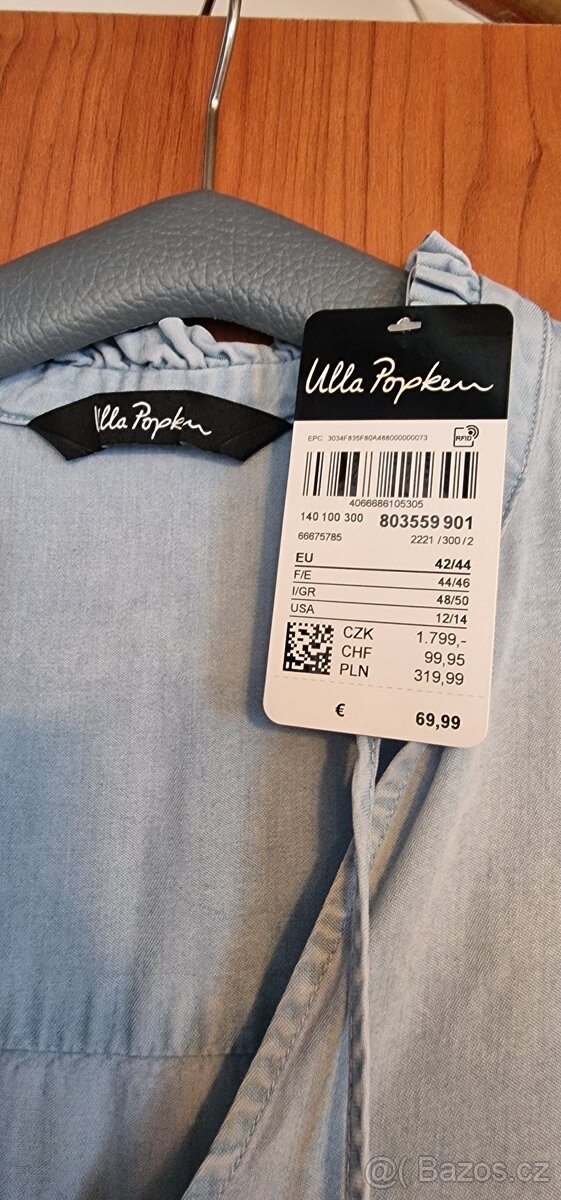 Ulla Popken
Ulla Popken
EPC: 3034F835F60A488000000073
RFID
4066686105305
140 100 300 803559 901
66675785 2221 /300/2
EU 42/44
F/E 44/46
I/GR 48/50
USA 12/14
CZK 1.799,-
CHF 99,95
PLN 319,99
€ 69,99
@( Bazos.cz